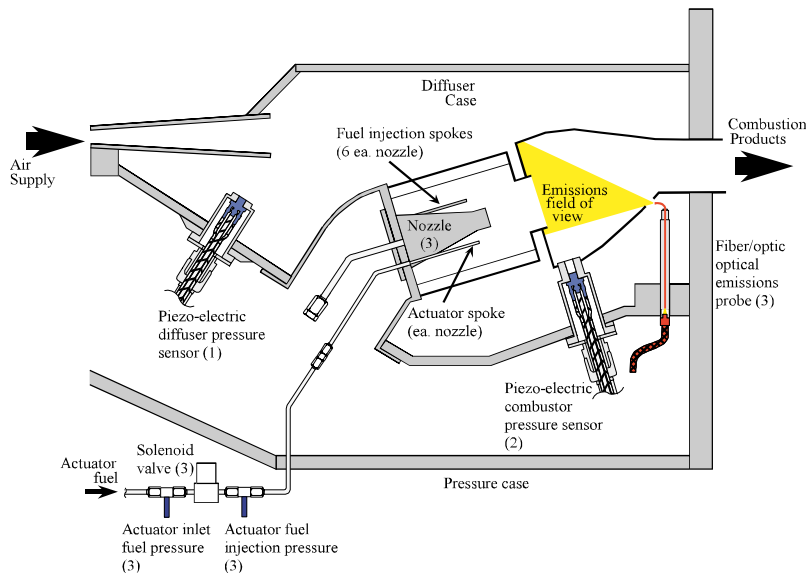 Diffuser
Case
Combustion
Products
Fuel injection spokes
(6 ea. nozzle)
Air
Supply
Emissions
field of
view
Nozzle
(3)
Fiber/optic
optical
emissions
probe (3)
Actuator spoke
(ea. nozzle)
Piezo-electric
diffuser pressure
sensor (1)
Piezo-electric
combustor
pressure sensor
(2)
Solenoid
valve (3)
Actuator
fuel
Pressure case
Actuator inlet
fuel pressure
(3)
Actuator fuel
injection pressure
(3)